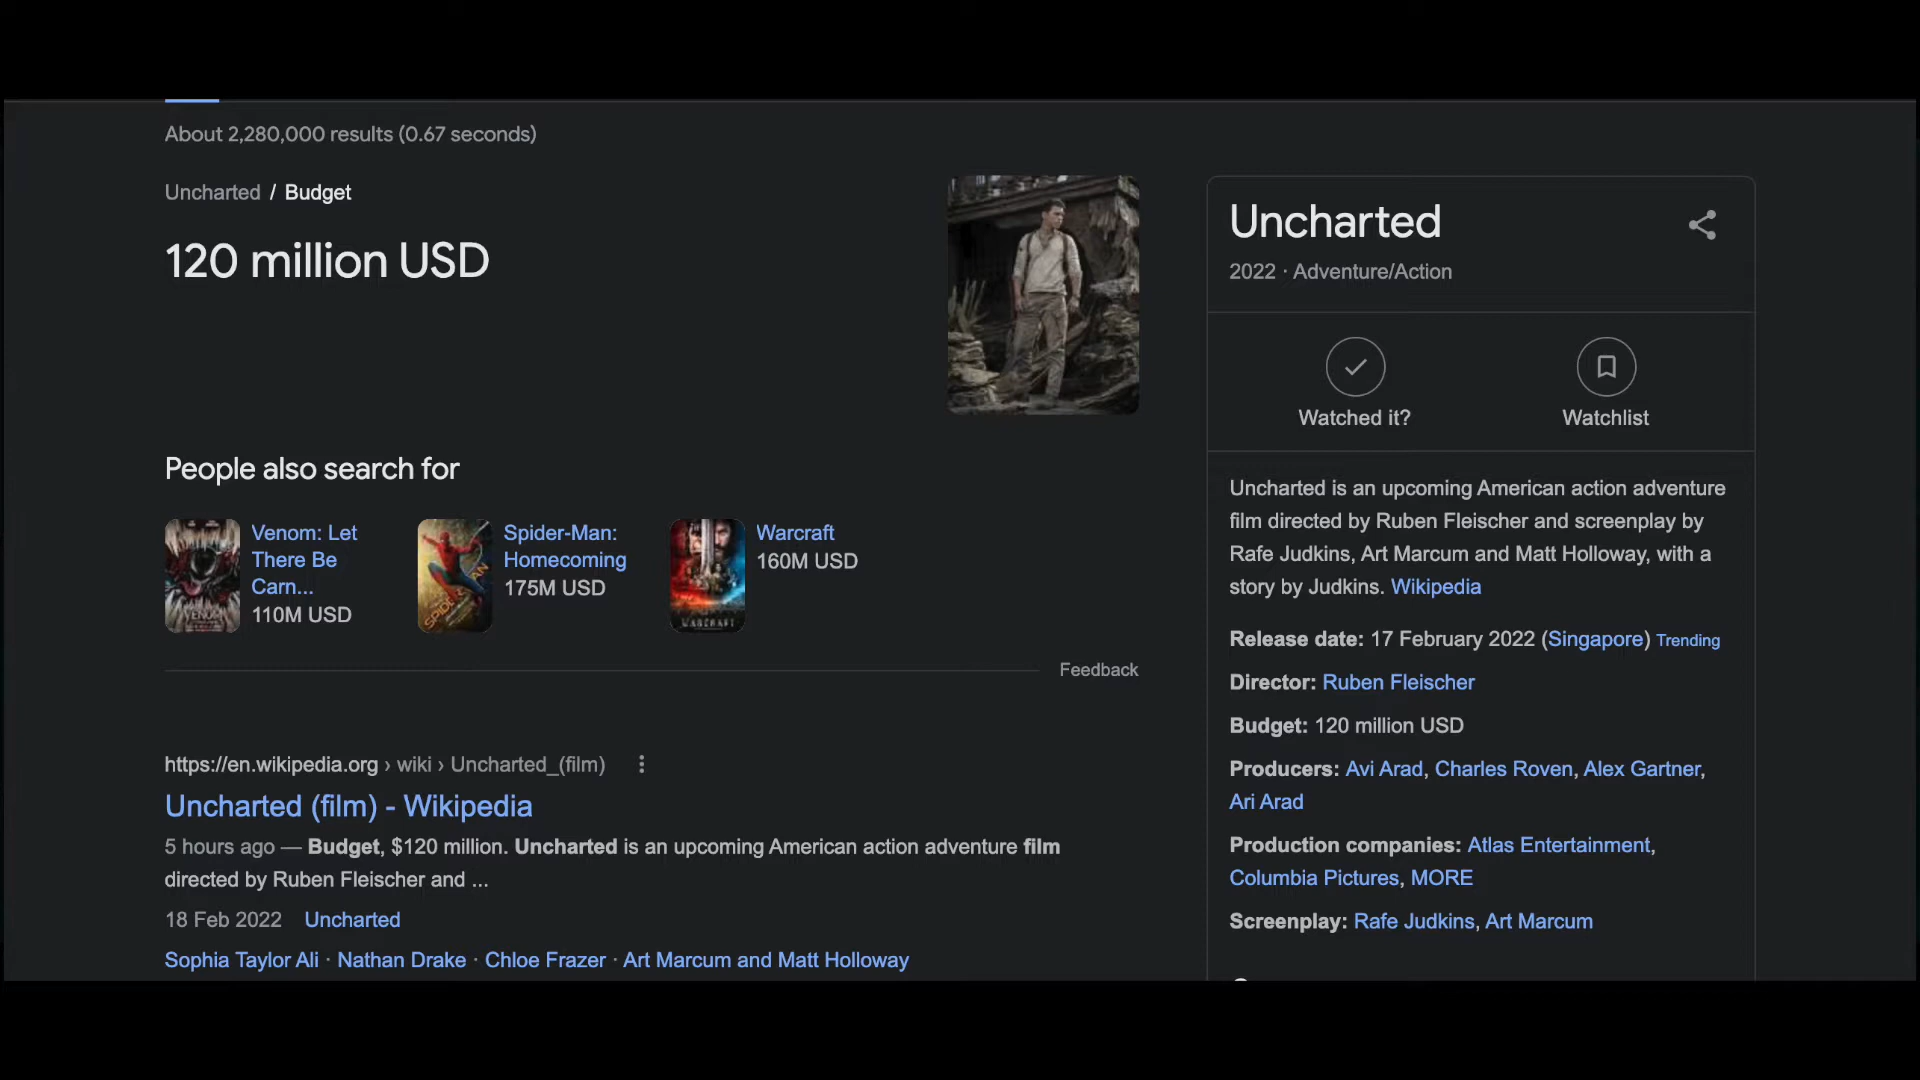 About 2,280,000 results (0.67 seconds)
Uncharted / Budget
120 million USD
People also search for
Venom: Let
There Be
Carn...
110M USD
Spider-Man:
Homecoming
175M USD
Warcraft
160M USD
Feedback
https://en.wikipedia.org › wiki › Uncharted_(film)
Uncharted (film) - Wikipedia
5 hours ago — Budget, $120 million. Uncharted is an upcoming American action adventure film
directed by Ruben Fleischer and ...
18 Feb 2022 Uncharted
Sophia Taylor Ali · Nathan Drake · Chloe Frazer · Art Marcum and Matt Holloway
Uncharted
2022 · Adventure/Action
Watched it?
Watchlist
Uncharted is an upcoming American action adventure
film directed by Ruben Fleischer and screenplay by
Rafe Judkins, Art Marcum and Matt Holloway, with a
story by Judkins. Wikipedia
Release date: 17 February 2022 (Singapore) Trending
Director: Ruben Fleischer
Budget: 120 million USD
Producers: Avi Arad, Charles Roven, Alex Gartner,
Ari Arad
Production companies: Atlas Entertainment,
Columbia Pictures, MORE
Screenplay: Rafe Judkins, Art Marcum
VENOM
WARCRAFT